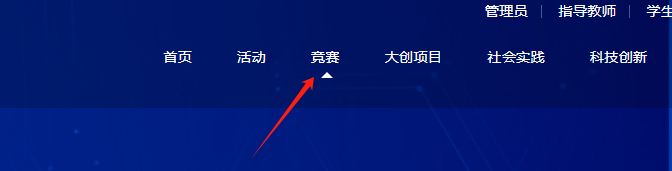 管理员 | 指导教师 | 学生
首页 活动 竞赛 大创项目 社会实践 科技创新